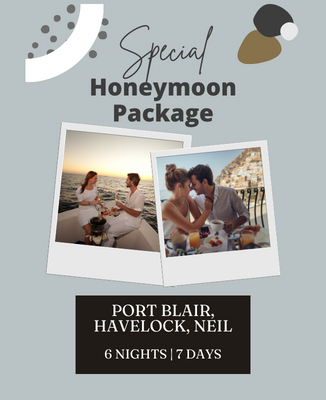 Special
Honeymoon
Package
PORT BLAIR,
HAVELOCK, NEIL
6 NIGHTS | 7 DAYS